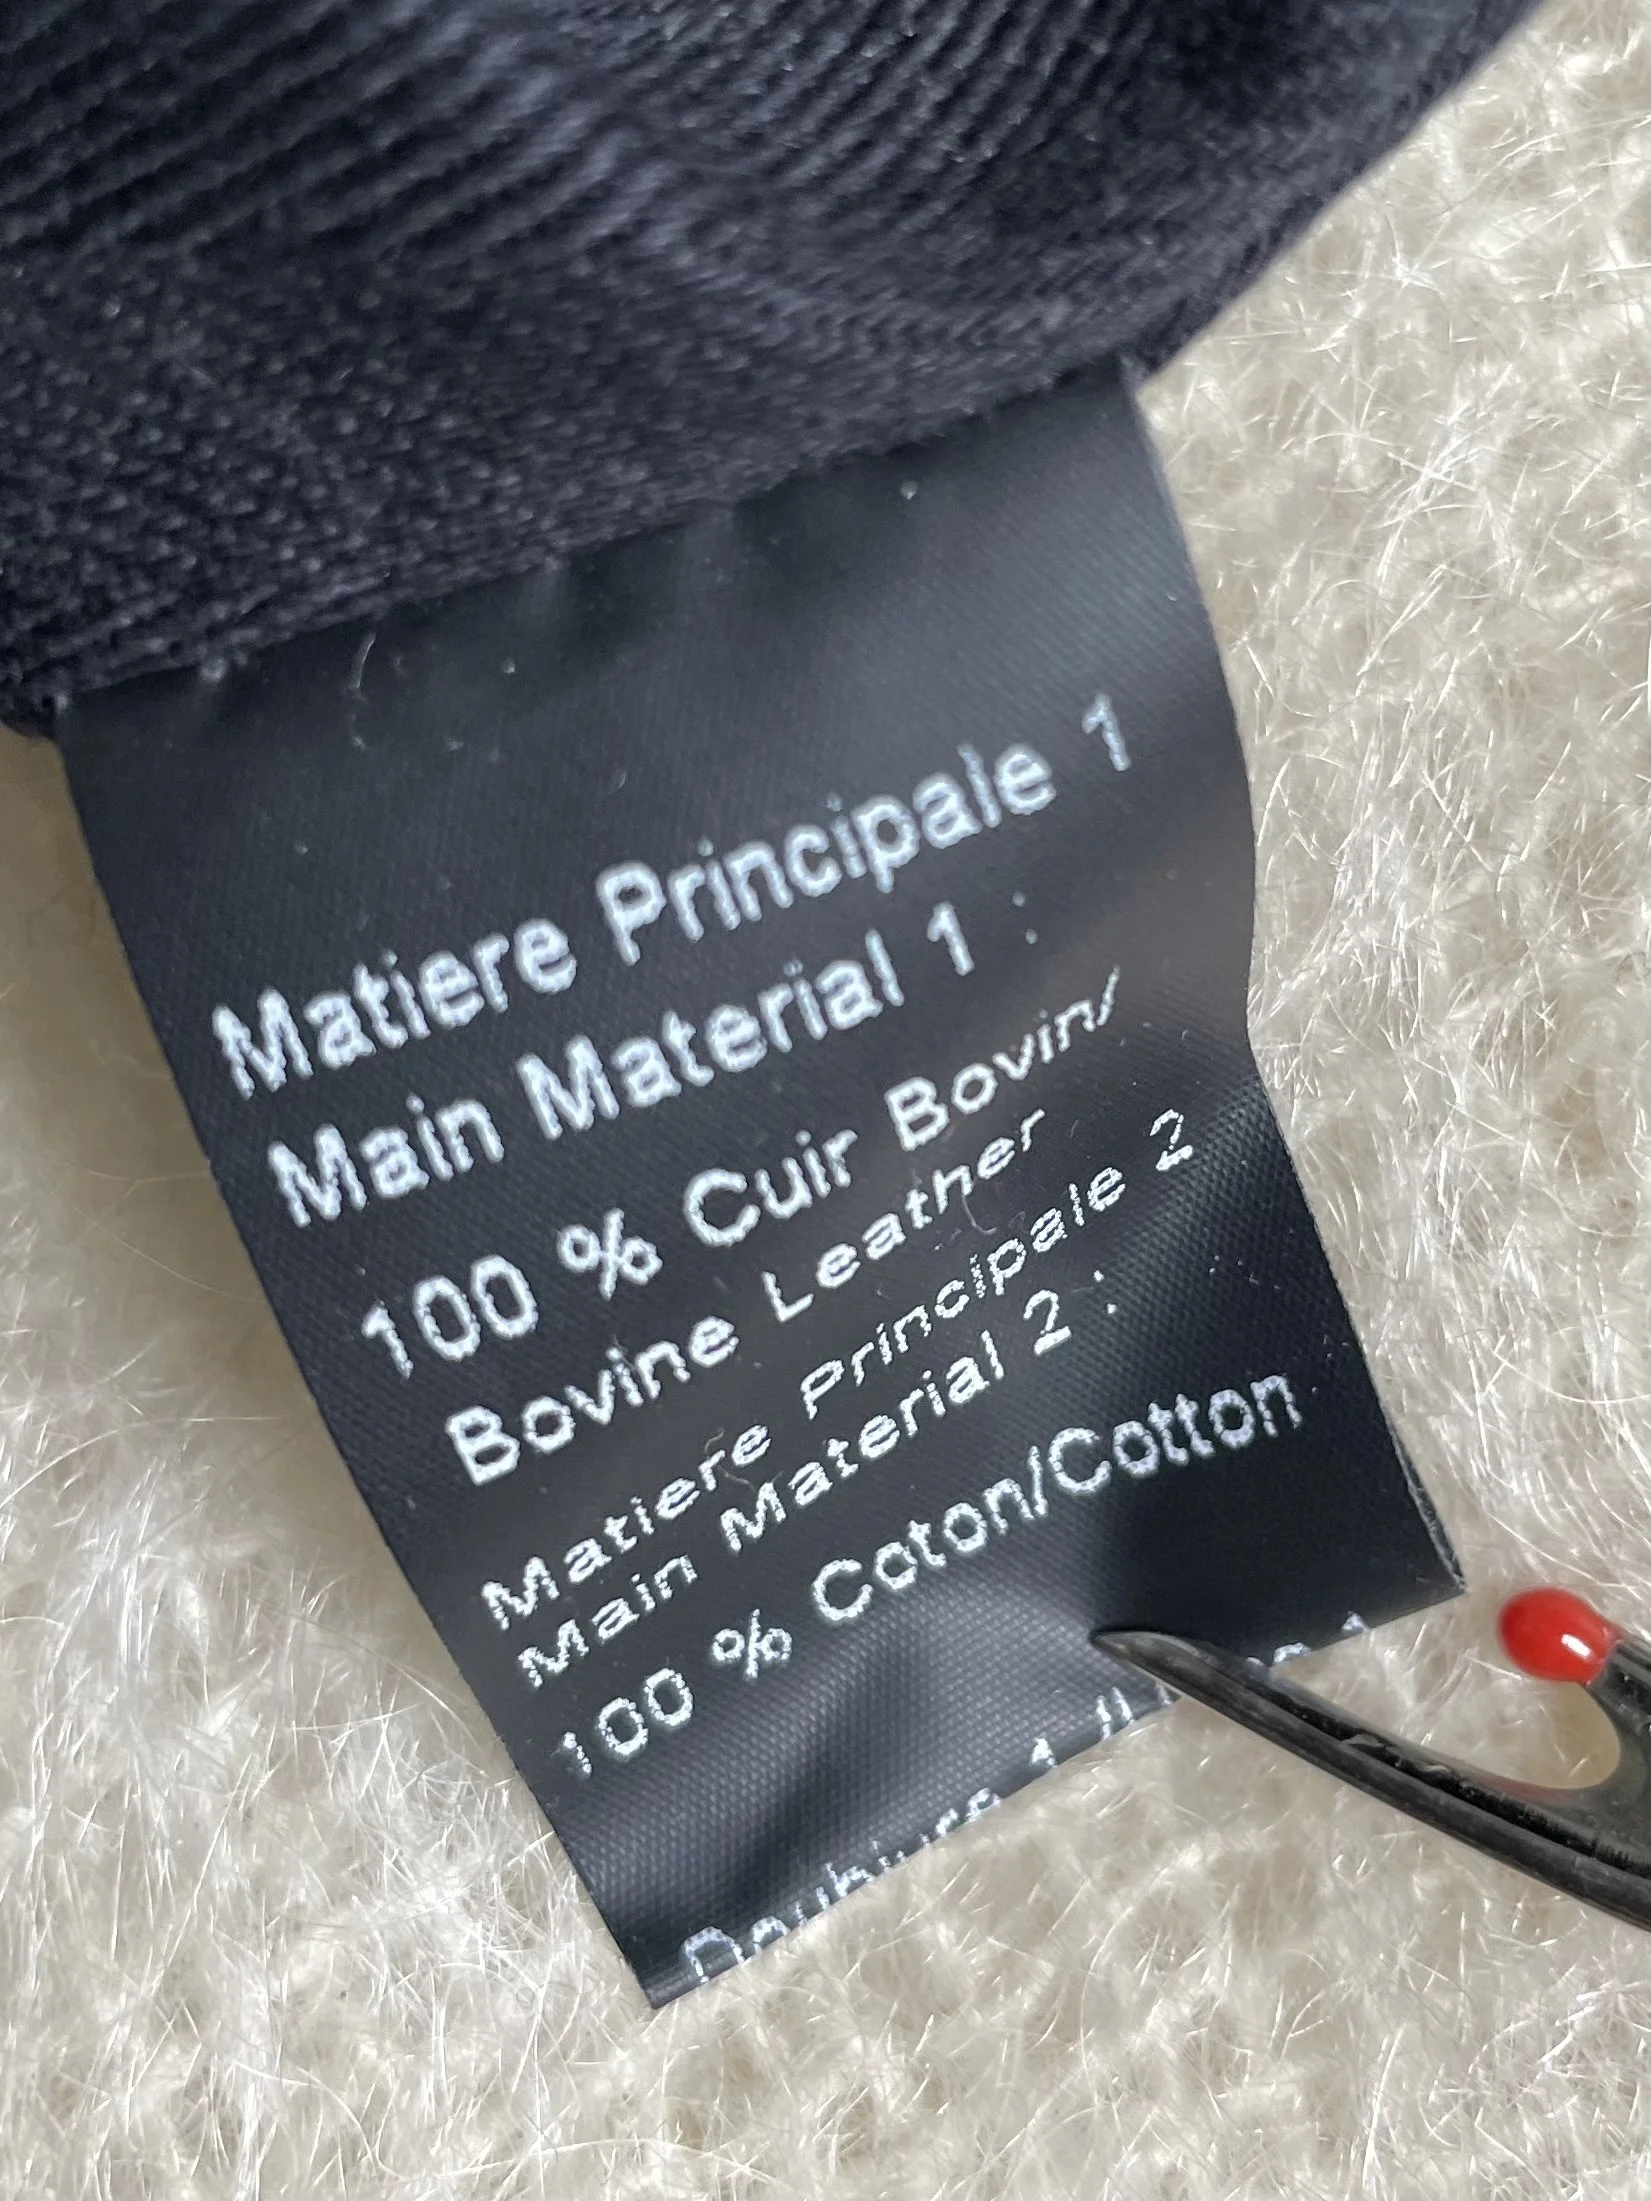 Matiere Principale 1
Main Material 1 :
100 % Cuir Bovin/
Bovine Leather
Matiere Principale 2
Main Material 2 :
100 % Coton/Cotton